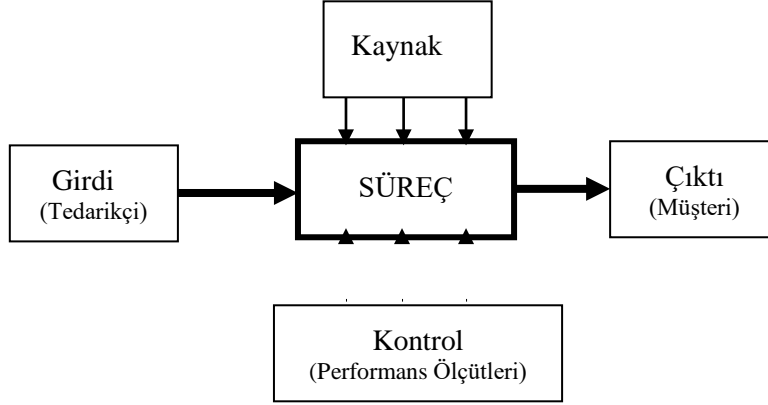 Kaynak
Girdi
(Tedarikçi)
SÜREÇ
Çıktı
(Müşteri)
Kontrol
(Performans Ölçütleri)